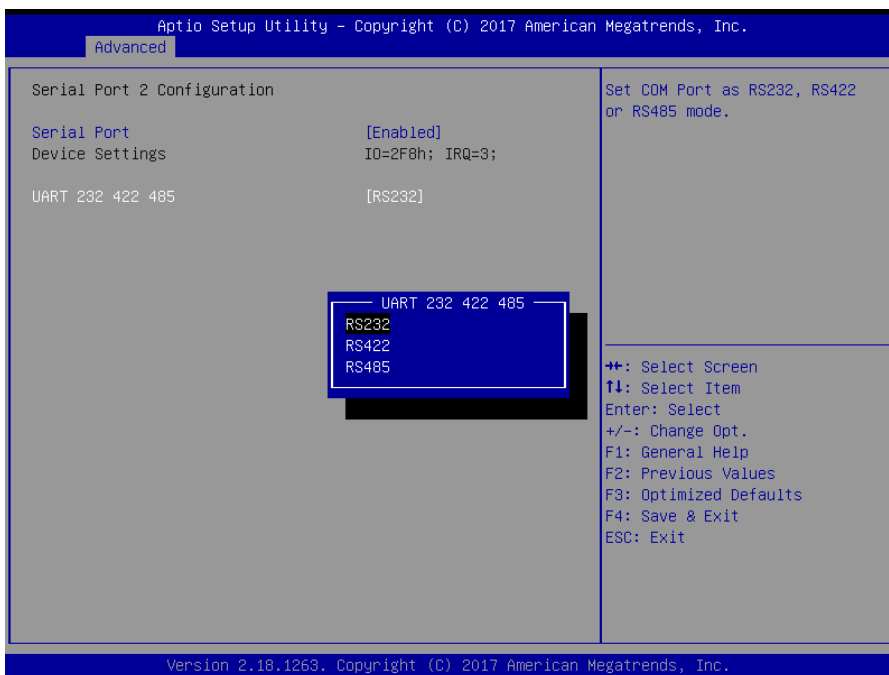 Aptio Setup Utility – Copyright (C) 2017 American Megatrends, Inc.
Advanced
Serial Port 2 Configuration
Serial Port [Enabled]
Device Settings IO=2F8h; IRQ=3;
UART 232 422 485 [RS232]
UART 232 422 485
RS232
RS422
RS485
Set COM Port as RS232, RS422
or RS485 mode.
→←: Select Screen
↑↓: Select Item
Enter: Select
+/-: Change Opt.
F1: General Help
F2: Previous Values
F3: Optimized Defaults
F4: Save & Exit
ESC: Exit
Version 2.18.1263. Copyright (C) 2017 American Megatrends, Inc.